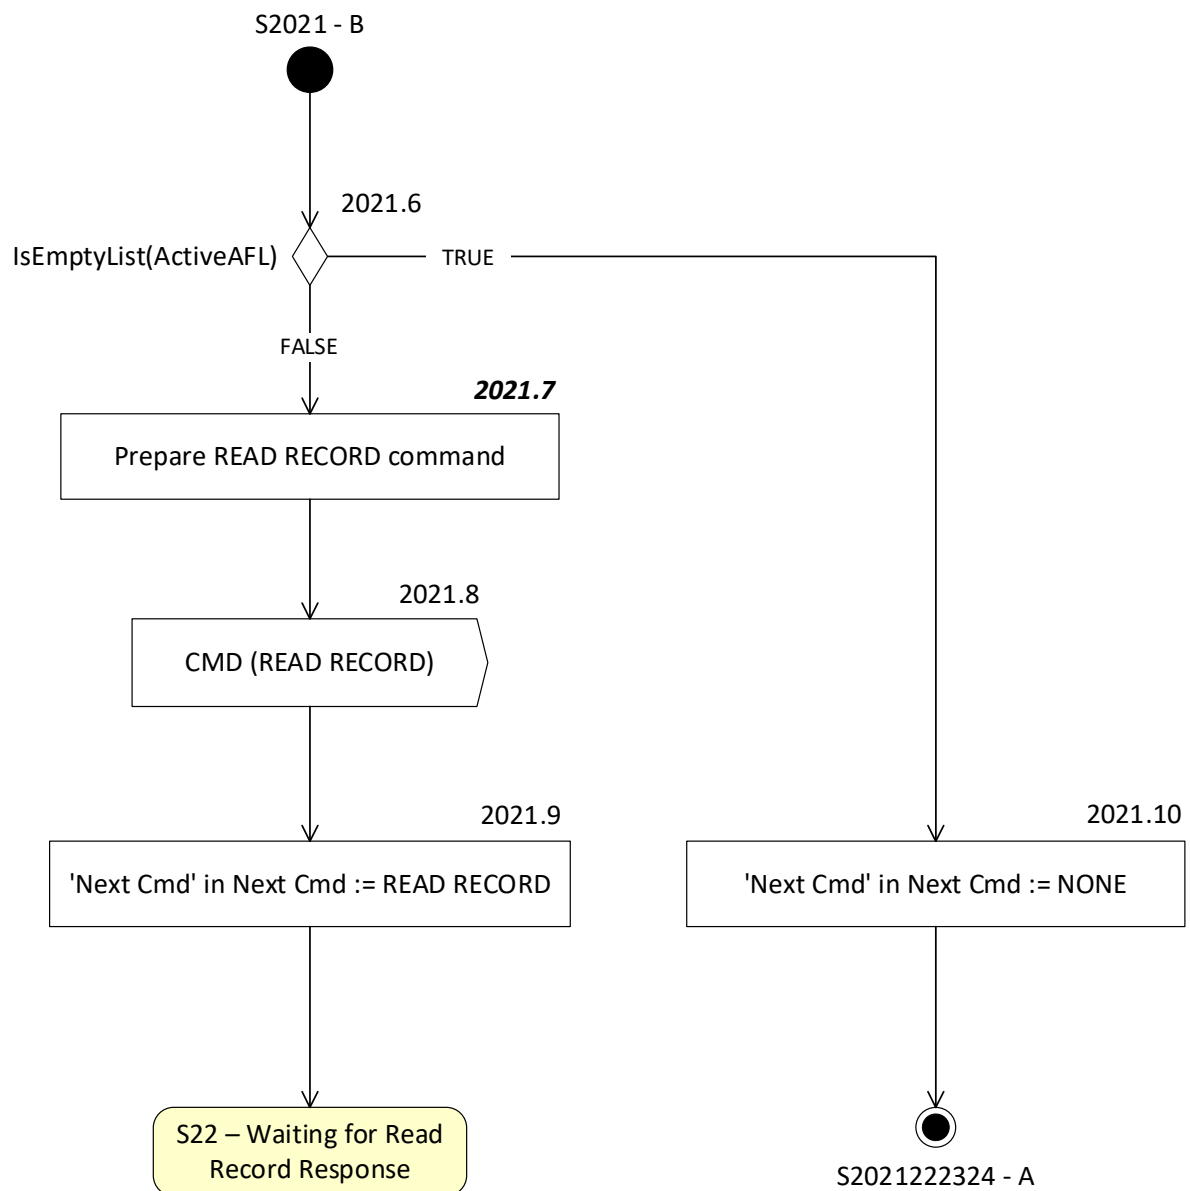 S2021 - B
2021.6
IsEmptyList(ActiveAFL)
TRUE
FALSE
2021.7
Prepare READ RECORD command
2021.8
CMD (READ RECORD)
2021.9
'Next Cmd' in Next Cmd := READ RECORD
2021.10
'Next Cmd' in Next Cmd := NONE
S22 – Waiting for Read
Record Response
S2021222324 - A